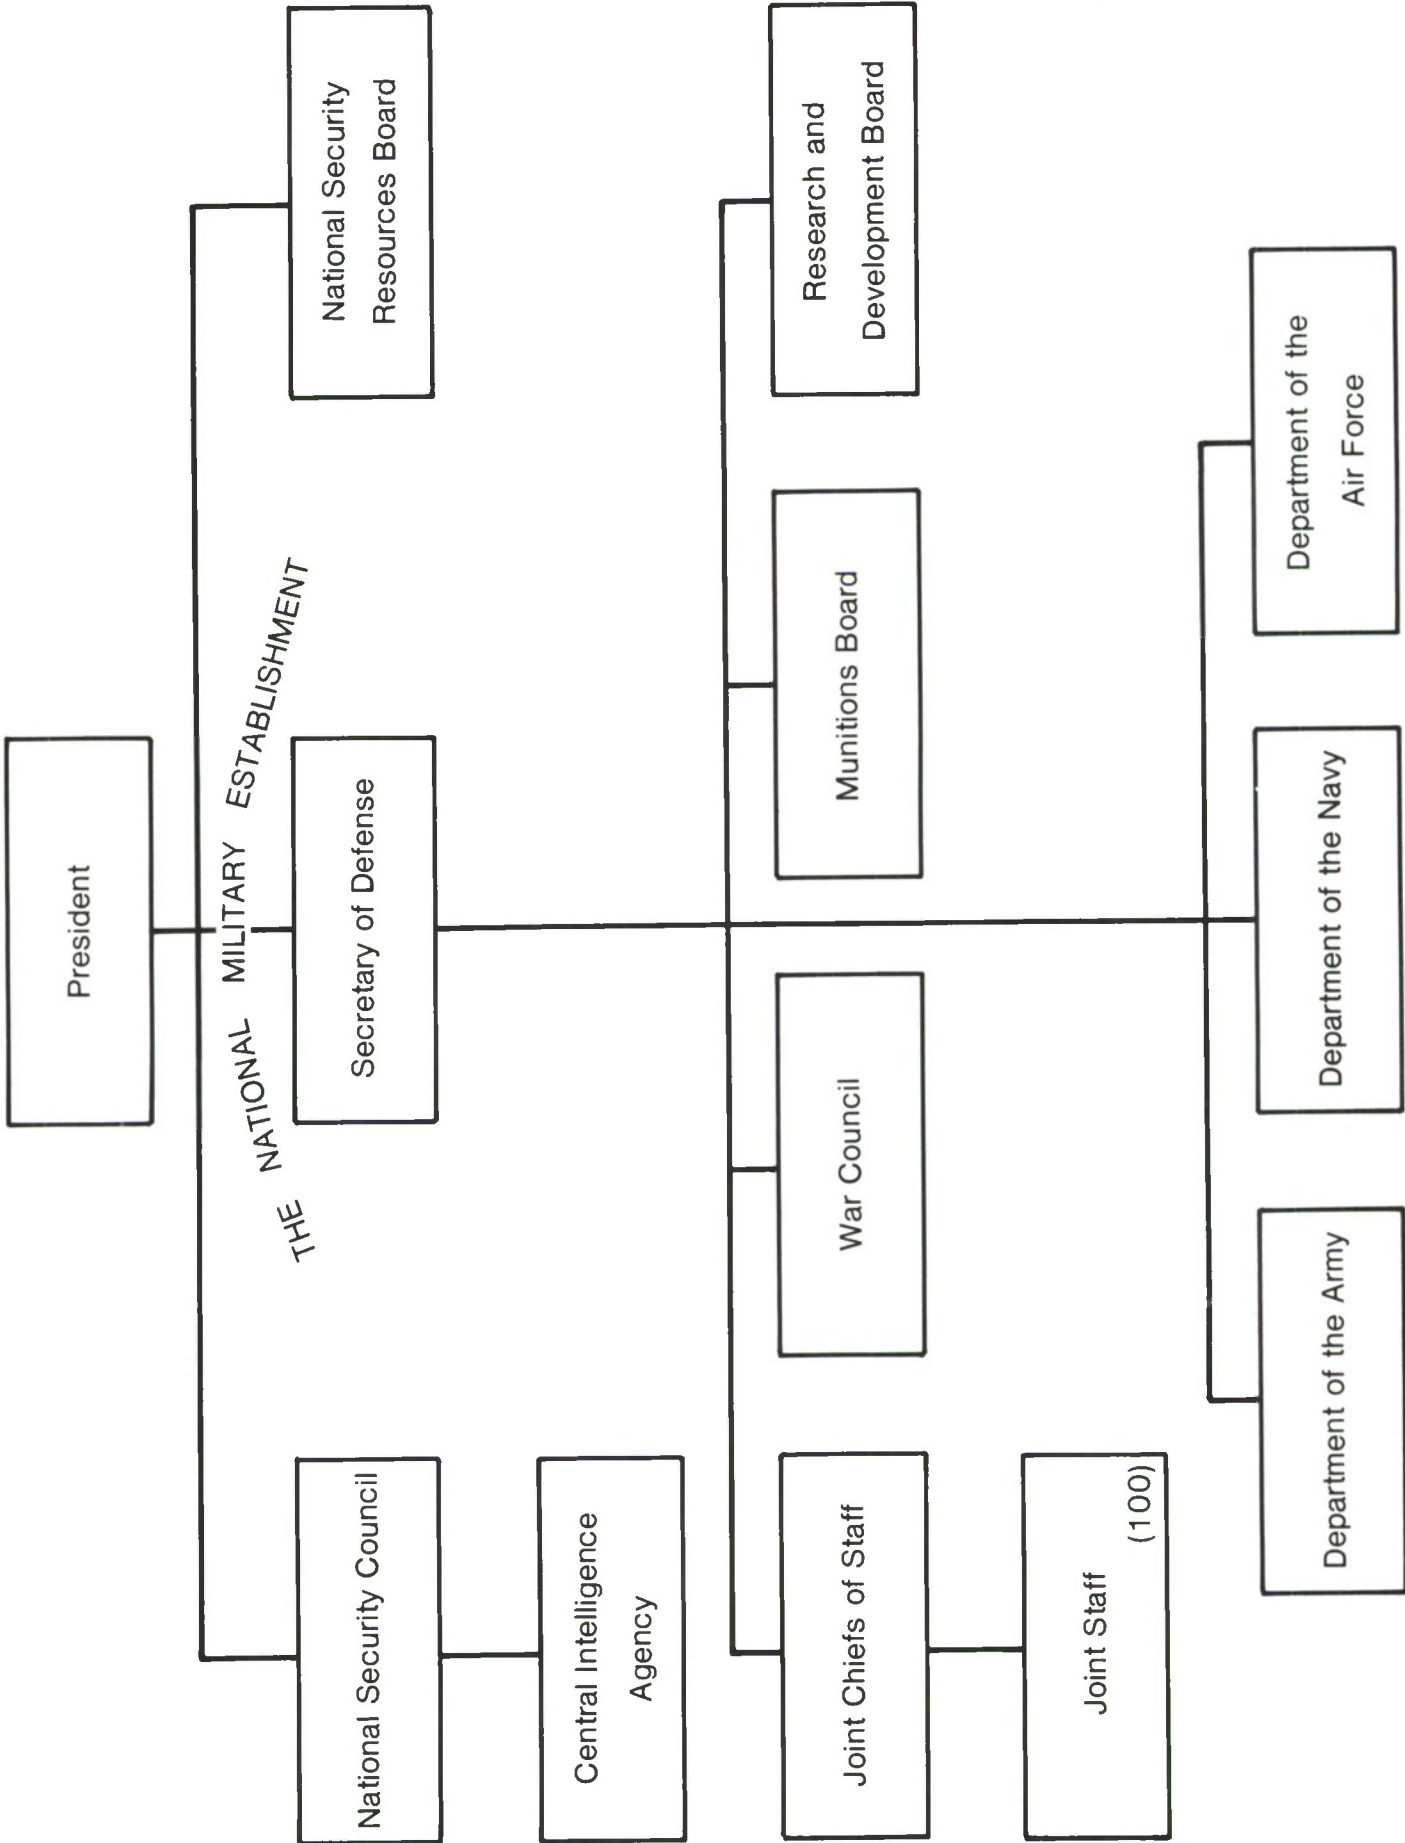 President
THE NATIONAL MILITARY ESTABLISHMENT
National Security Council
Secretary of Defense
National Security
Resources Board
Central Intelligence
Agency
Joint Chiefs of Staff
War Council
Munitions Board
Research and
Development Board
Joint Staff
(100)
Department of the Army
Department of the Navy
Department of the
Air Force